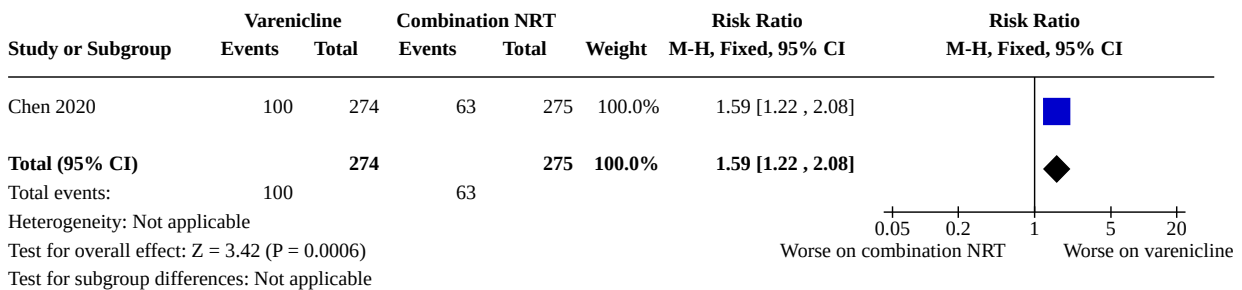 Varenicline Combination NRT Risk Ratio Risk Ratio
Study or Subgroup Events Total Events Total Weight M-H, Fixed, 95% CI M-H, Fixed, 95% CI
Chen 2020 100 274 63 275 100.0% 1.59 [1.22 , 2.08]
Total (95% CI) 274 275 100.0% 1.59 [1.22 , 2.08]
Total events: 100 63
Heterogeneity: Not applicable
0.05 0.2 1 5 20
Test for overall effect: Z = 3.42 (P = 0.0006) Worse on combination NRT Worse on varenicline
Test for subgroup differences: Not applicable